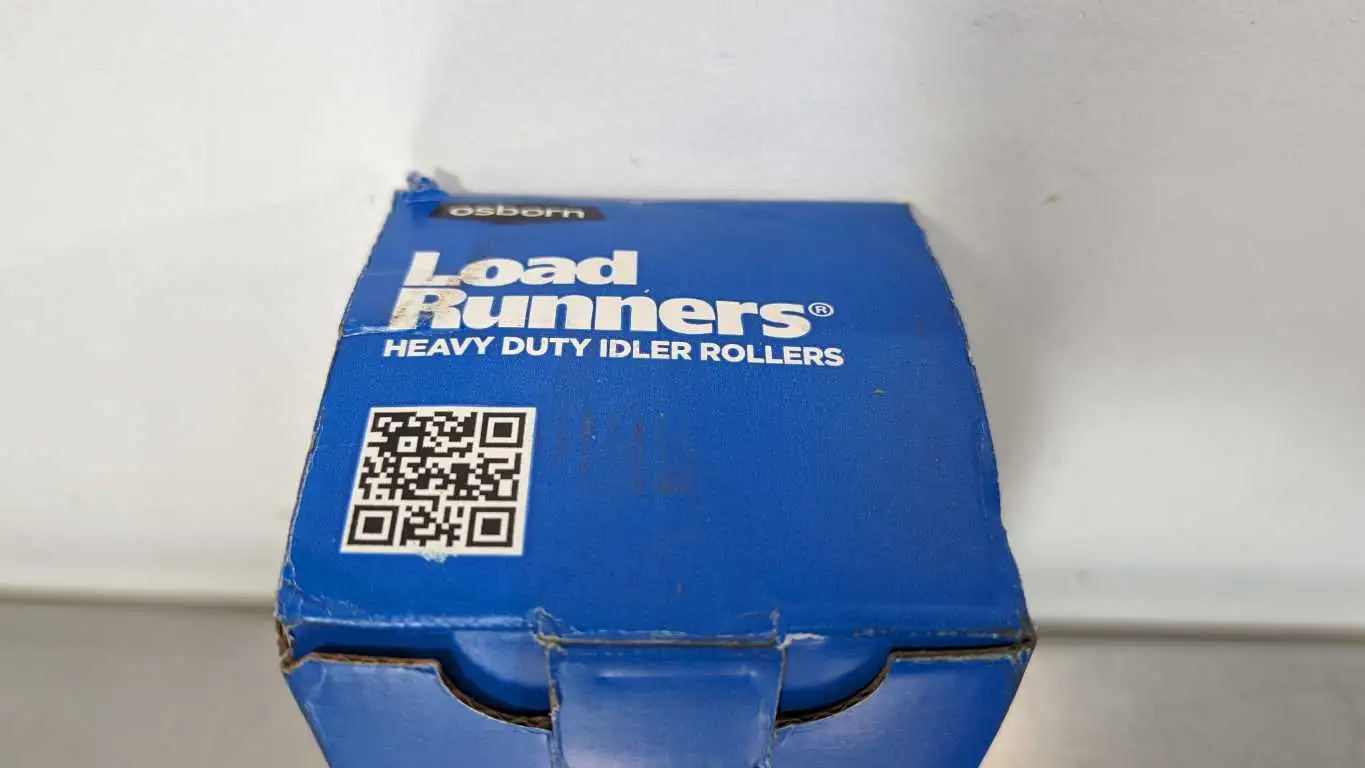 osborn
Load
Runners®
HEAVY DUTY IDLER ROLLERS